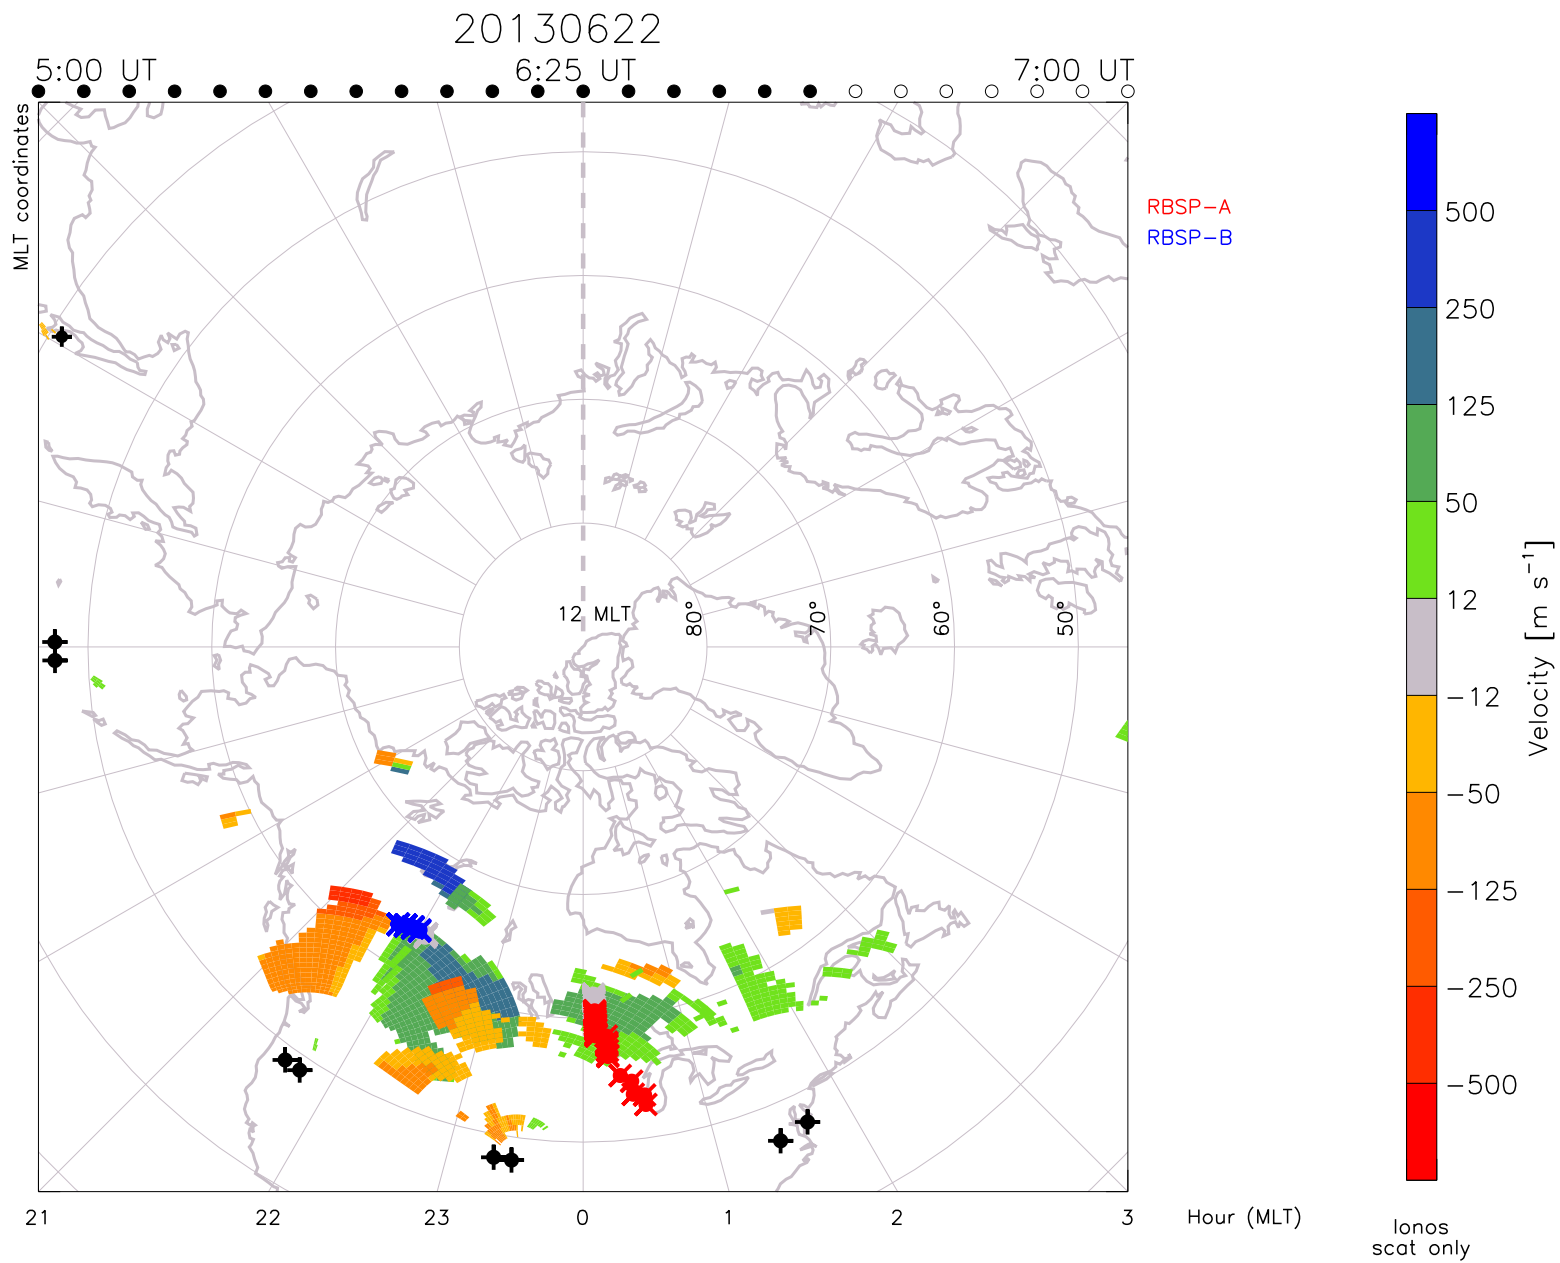 20130622
5:00 UT 6:25 UT 7:00 UT
MLT coordinates
RBSP-A
RBSP-B
12 MLT
80°
70°
60°
50°
500
250
125
50
12
-12
-50
-125
-250
-500
Velocity [m s⁻¹]
21 22 23 0 1 2 3
Hour (MLT)
Ionos
scat only